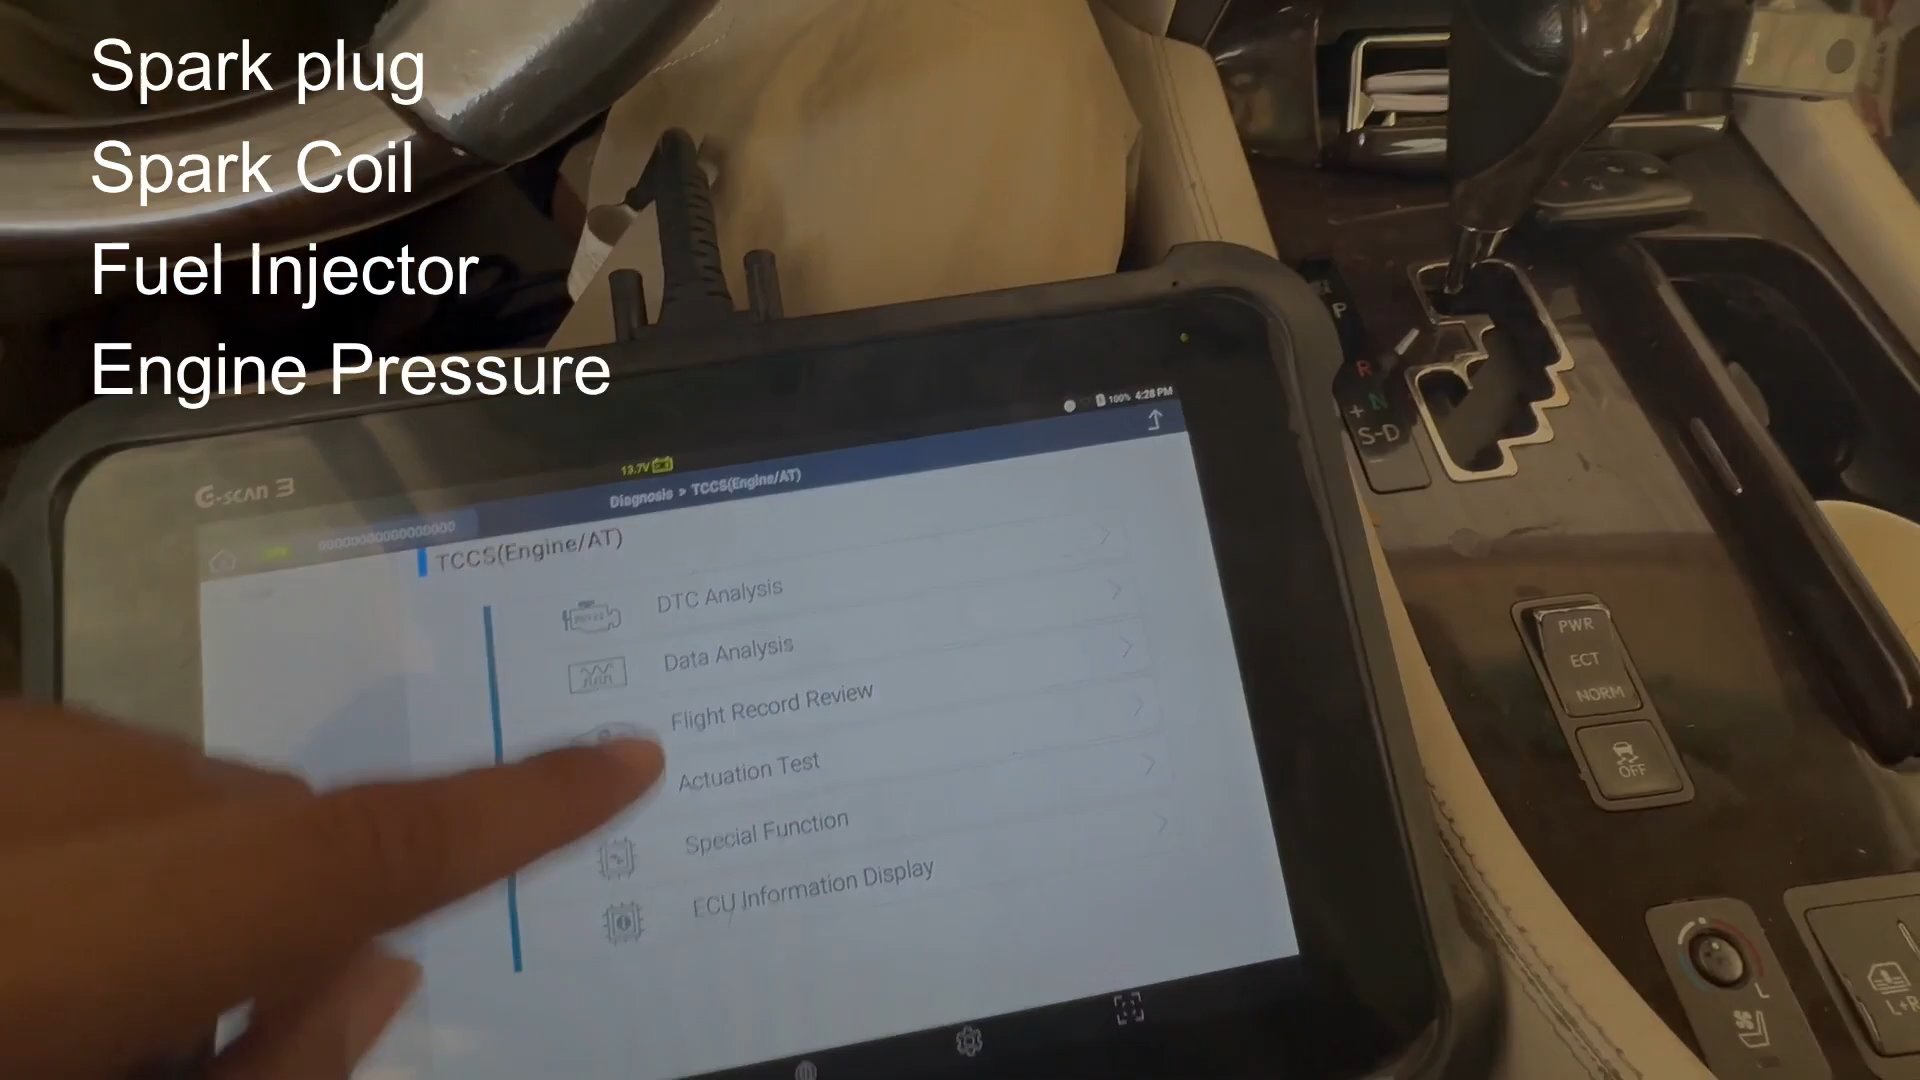 Spark plug
Spark Coil
Fuel Injector
Engine Pressure
100% 4:28 PM
13.7V
G-SCAN 3
Diagnosis > TCCS(Engine/AT)
TCCS(Engine/AT)
DTC Analysis
Data Analysis
Flight Record Review
Actuation Test
Special Function
ECU Information Display
P
R
+ N
S-D
PWR
ECT
NORM
OFF
L